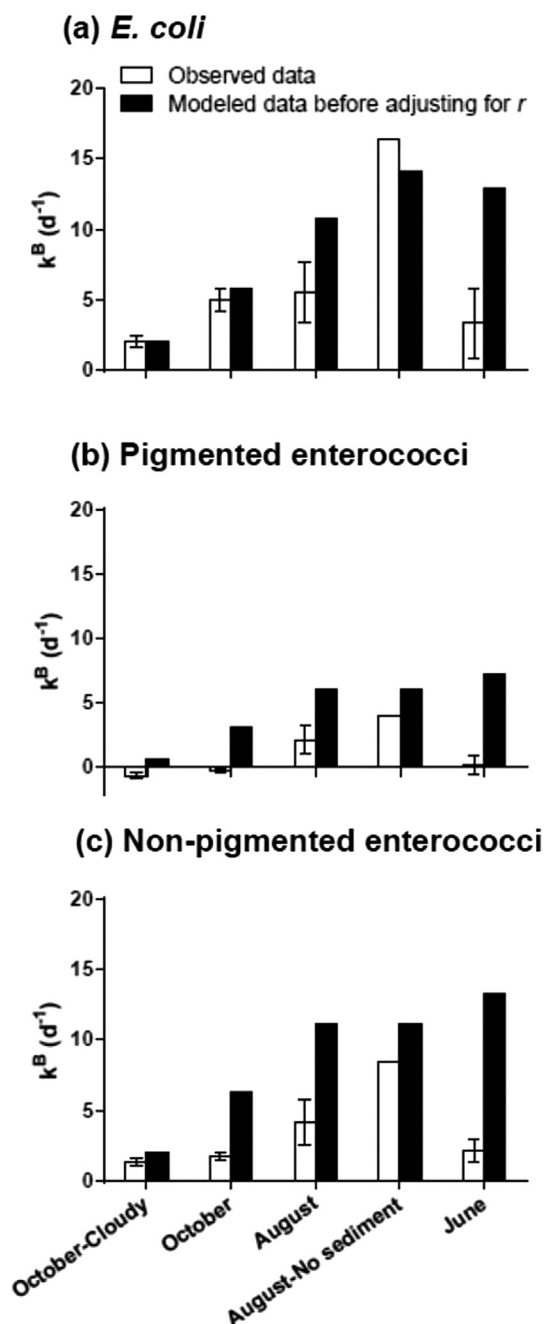 (a) E. coli
Observed data
Modeled data before adjusting for r
20
15
10
5
0
k^B (d^-1)
(b) Pigmented enterococci
20
15
10
5
0
k^B (d^-1)
(c) Non-pigmented enterococci
20
15
10
5
0
k^B (d^-1)
October-Cloudy
October
August
August-No sediment
June